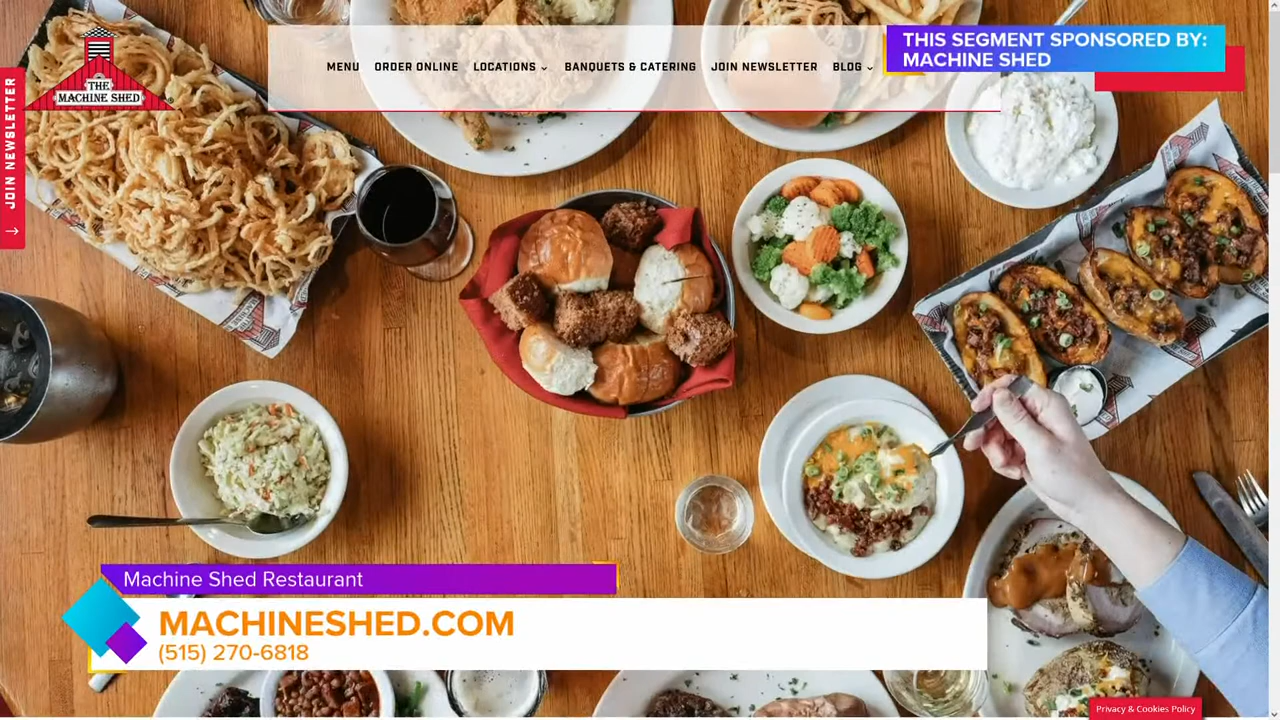 THIS SEGMENT SPONSORED BY:
MACHINE SHED
MENU ORDER ONLINE LOCATIONS BANQUETS & CATERING JOIN NEWSLETTER BLOG
THE
MACHINE SHED
JOIN NEWSLETTER
Machine Shed Restaurant
MACHINESHED.COM
(515) 270-6818
Privacy & Cookies Policy